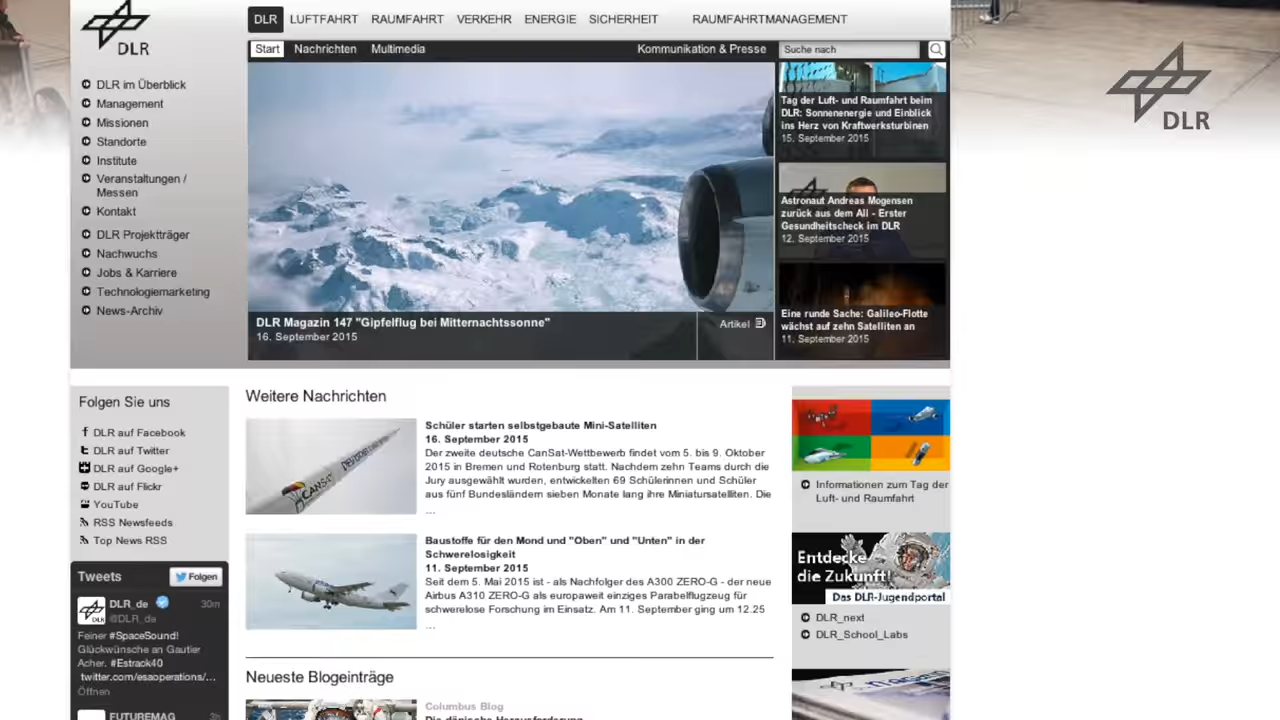 DLR
DLR LUFTFAHRT RAUMFAHRT VERKEHR ENERGIE SICHERHEIT RAUMFAHRTMANAGEMENT
Start Nachrichten Multimedia Kommunikation & Presse Suche nach
DLR im Überblick
Management
Missionen
Standorte
Institute
Veranstaltungen /
Messen
Kontakt
DLR Projektträger
Nachwuchs
Jobs & Karriere
Technologiemarketing
News-Archiv
DLR Magazin 147 "Gipfelflug bei Mitternachtssonne"
16. September 2015
Artikel
Tag der Luft- und Raumfahrt beim
DLR: Sonnenenergie und Einblick
ins Herz von Kraftwerksturbinen
15. September 2015
Astronaut Andreas Mogensen
zurück aus dem All - Erster
Gesundheitscheck im DLR
12. September 2015
Eine runde Sache: Galileo-Flotte
wächst auf zehn Satelliten an
11. September 2015
DLR
Folgen Sie uns
DLR auf Facebook
DLR auf Twitter
DLR auf Google+
DLR auf Flickr
YouTube
RSS Newsfeeds
Top News RSS
Tweets Folgen
DLR_de 30m
@DLR_de
Feiner #SpaceSound!
Glückwünsche an Gautier
Acher. #Estrack40
twitter.com/esaoperations/...
Öffnen
FUTUREMAG 3h
Weitere Nachrichten
CANSAT
Schüler starten selbstgebaute Mini-Satelliten
16. September 2015
Der zweite deutsche CanSat-Wettbewerb findet vom 5. bis 9. Oktober
2015 in Bremen und Rotenburg statt. Nachdem zehn Teams durch die
Jury ausgewählt wurden, entwickelten 69 Schülerinnen und Schüler
aus fünf Bundesländern sieben Monate lang ihre Miniatursatelliten. Die
...
Baustoffe für den Mond und "Oben" und "Unten" in der
Schwerelosigkeit
11. September 2015
Seit dem 5. Mai 2015 ist - als Nachfolger des A300 ZERO-G - der neue
Airbus A310 ZERO-G als europaweit einziges Parabelflugzeug für
schwerelose Forschung im Einsatz. Am 11. September ging um 12.25
...
Neueste Blogeinträge
Columbus Blog
Die dänische Herausforderung
Informationen zum Tag der
Luft- und Raumfahrt
Entdecke
die Zukunft!
Das DLR-Jugendportal
DLR_next
DLR_School_Labs